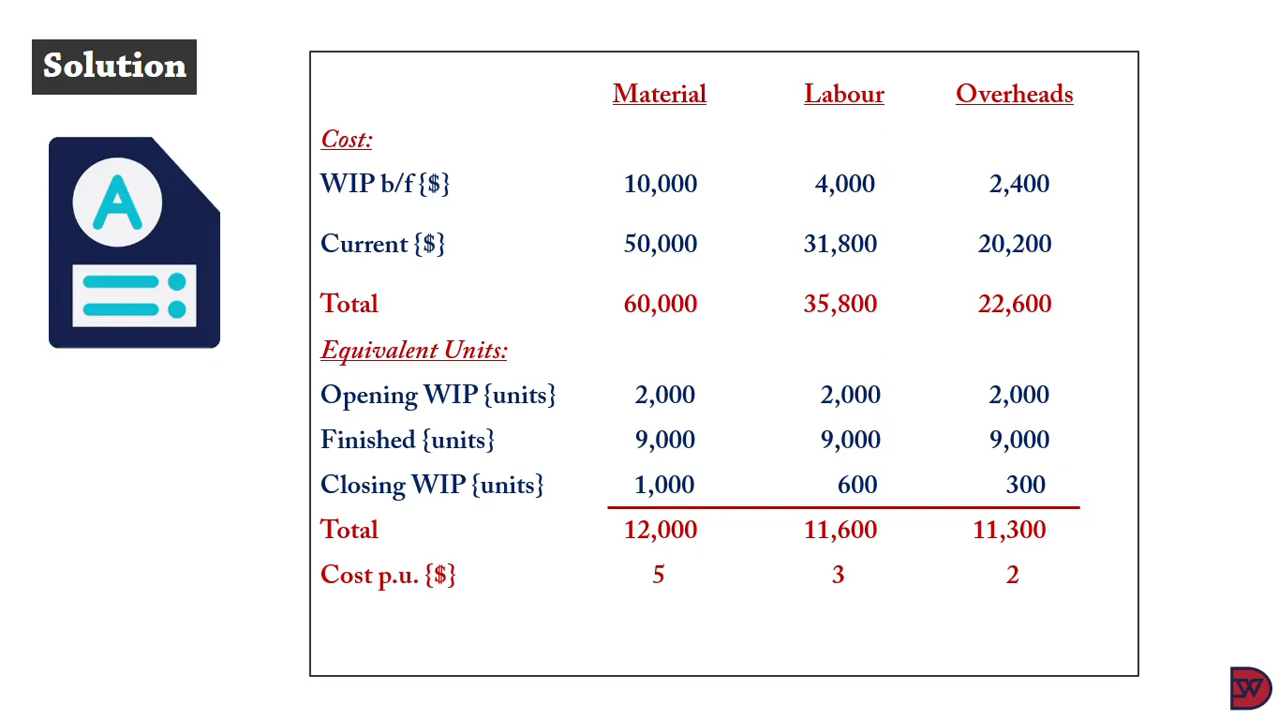 Solution
Material Labour Overheads
Cost:
WIP b/f {$} 10,000 4,000 2,400
Current {$} 50,000 31,800 20,200
Total 60,000 35,800 22,600
Equivalent Units:
Opening WIP {units} 2,000 2,000 2,000
Finished {units} 9,000 9,000 9,000
Closing WIP {units} 1,000 600 300
Total 12,000 11,600 11,300
Cost p.u. {$} 5 3 2
A
DW